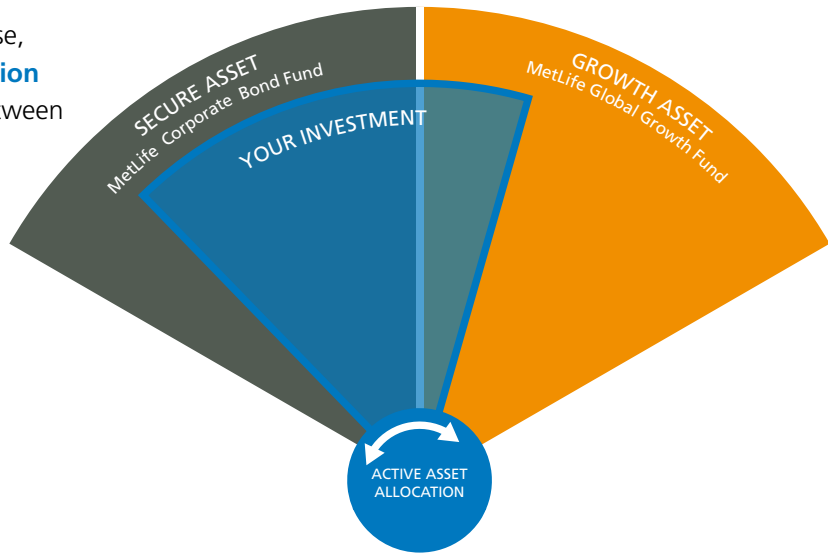 se,
ion
tween
SECURE ASSET
MetLife Corporate Bond Fund
YOUR INVESTMENT
GROWTH ASSET
MetLife Global Growth Fund
ACTIVE ASSET
ALLOCATION